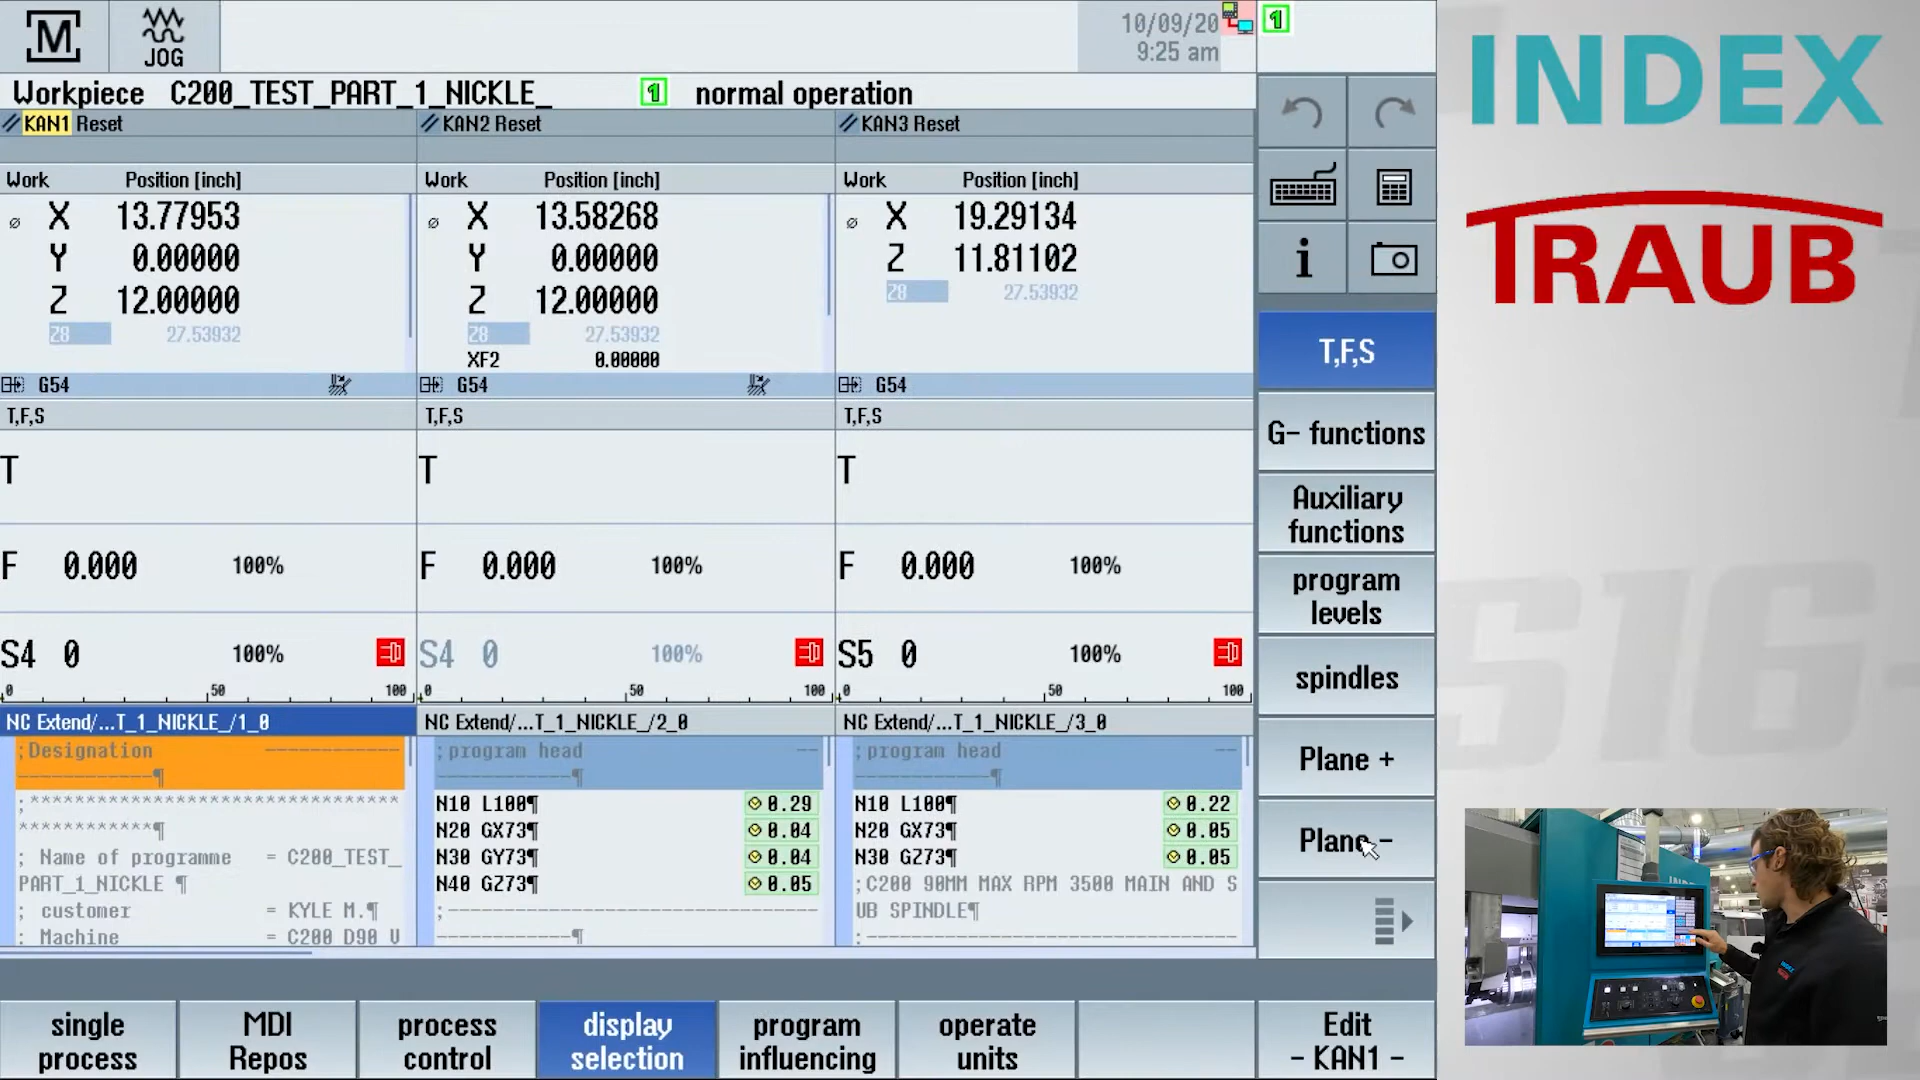 M
JOG
10/09/20
9:25 am
1
Workpiece C200_TEST_PART_1_NICKLE_ 1 normal operation
KAN1 Reset
KAN2 Reset
KAN3 Reset
Work Position [inch]
Work Position [inch]
Work Position [inch]
⌀ X 13.77953
Y 0.00000
Z 12.00000
Z8 27.53932
⌀ X 13.58268
Y 0.00000
Z 12.00000
Z8 27.53932
XF2 0.00000
⌀ X 19.29134
Z 11.81102
Z8 27.53932
G54
G54
G54
T,F,S
T,F,S
T,F,S
T
T
T
F 0.000 100%
F 0.000 100%
F 0.000 100%
S4 0 100%
S4 0 100%
S5 0 100%
0 50 100
0 50 100
0 50 100
NC Extend/...T_1_NICKLE_/1_0
;Designation --------------
------------¶
;*******************************
************¶
; Name of programme = C200_TEST_
PART_1_NICKLE ¶
; customer = KYLE M.¶
: Machine = C200 D90 V
NC Extend/...T_1_NICKLE_/2_0
;program head --
------------¶
N10 L100¶ 0.29
N20 GX73¶ 0.04
N30 GY73¶ 0.04
N40 GZ73¶ 0.05
;-------------------------------
------------¶
NC Extend/...T_1_NICKLE_/3_0
;program head --
------------¶
N10 L100¶ 0.22
N20 GX73¶ 0.05
N30 GZ73¶ 0.05
;C200 90MM MAX RPM 3500 MAIN AND S
UB SPINDLE¶
:-------------------------------
i
T,F,S
G- functions
Auxiliary
functions
program
levels
spindles
Plane +
Plane -
single
process
MDI
Repos
process
control
display
selection
program
influencing
operate
units
Edit
- KAN1 -
INDEX
TRAUB
S16-